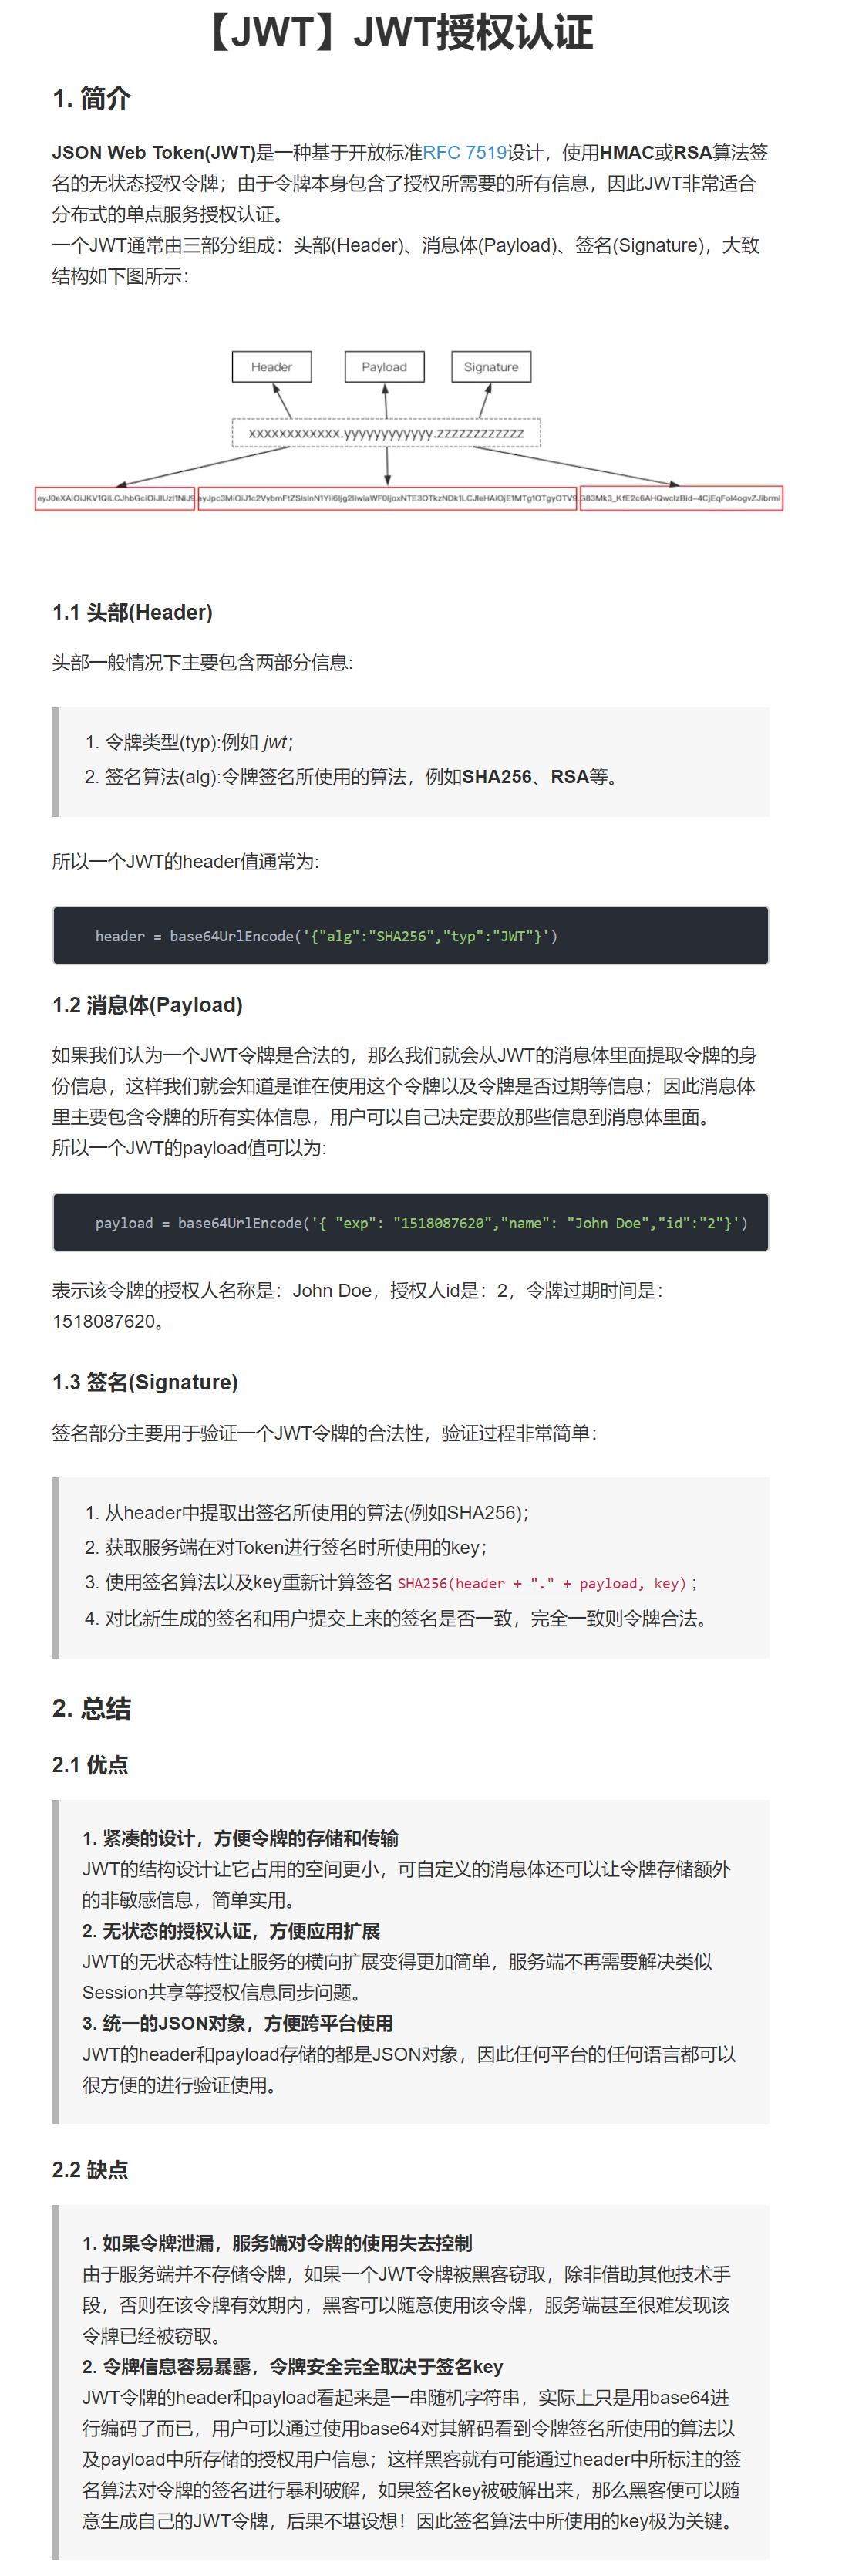 【JWT】JWT授权认证
1. 简介
JSON Web Token(JWT)是一种基于开放标准RFC 7519设计，使用HMAC或RSA算法签
名的无状态授权令牌；由于令牌本身包含了授权所需要的所有信息，因此JWT非常适合
分布式的单点服务授权认证。
一个JWT通常由三部分组成：头部(Header)、消息体(Payload)、签名(Signature)，大致
结构如下图所示：
Header
Payload
Signature
xxxxxxxxxxxx.yyyyyyyyyyyy.zzzzzzzzzzzz
1.1 头部(Header)
头部一般情况下主要包含两部分信息:
1. 令牌类型(typ):例如 jwt；
2. 签名算法(alg):令牌签名所使用的算法，例如SHA256、RSA等。
所以一个JWT的header值通常为:
header = base64UrlEncode('{"alg":"SHA256","typ":"JWT"}')
1.2 消息体(Payload)
如果我们认为一个JWT令牌是合法的，那么我们就会从JWT的消息体里面提取令牌的身
份信息，这样我们就会知道是谁在使用这个令牌以及令牌是否过期等信息；因此消息体
里主要包含令牌的所有实体信息，用户可以自己决定要放那些信息到消息体里面。
所以一个JWT的payload值可以为:
payload = base64UrlEncode('{ "exp": "1518087620","name": "John Doe","id":"2"}')
表示该令牌的授权人名称是：John Doe，授权人id是：2，令牌过期时间是：
1518087620。
1.3 签名(Signature)
签名部分主要用于验证一个JWT令牌的合法性，验证过程非常简单：
1. 从header中提取出签名所使用的算法(例如SHA256)；
2. 获取服务端在对Token进行签名时所使用的key；
3. 使用签名算法以及key重新计算签名 SHA256(header + "." + payload, key)；
4. 对比新生成的签名和用户提交上来的签名是否一致，完全一致则令牌合法。
2. 总结
2.1 优点
1. 紧凑的设计，方便令牌的存储和传输
JWT的结构设计让它占用的空间更小，可自定义的消息体还可以让令牌存储额外
的非敏感信息，简单实用。
2. 无状态的授权认证，方便应用扩展
JWT的无状态特性让服务的横向扩展变得更加简单，服务端不再需要解决类似
Session共享等授权信息同步问题。
3. 统一的JSON对象，方便跨平台使用
JWT的header和payload存储的都是JSON对象，因此任何平台的任何语言都可以
很方便的进行验证使用。
2.2 缺点
1. 如果令牌泄漏，服务端对令牌的使用失去控制
由于服务端并不存储令牌，如果一个JWT令牌被黑客窃取，除非借助其他技术手
段，否则在该令牌有效期内，黑客可以随意使用该令牌，服务端甚至很难发现该
令牌已经被窃取。
2. 令牌信息容易暴露，令牌安全完全取决于签名key
JWT令牌的header和payload看起来是一串随机字符串，实际上只是用base64进
行编码了而已，用户可以通过使用base64对其解码看到令牌签名所使用的算法以
及payload中所存储的授权用户信息；这样黑客就有可能通过header中所标注的签
名算法对令牌的签名进行暴利破解，如果签名key被破解出来，那么黑客便可以随
意生成自己的JWT令牌，后果不堪设想！因此签名算法中所使用的key极为关键。